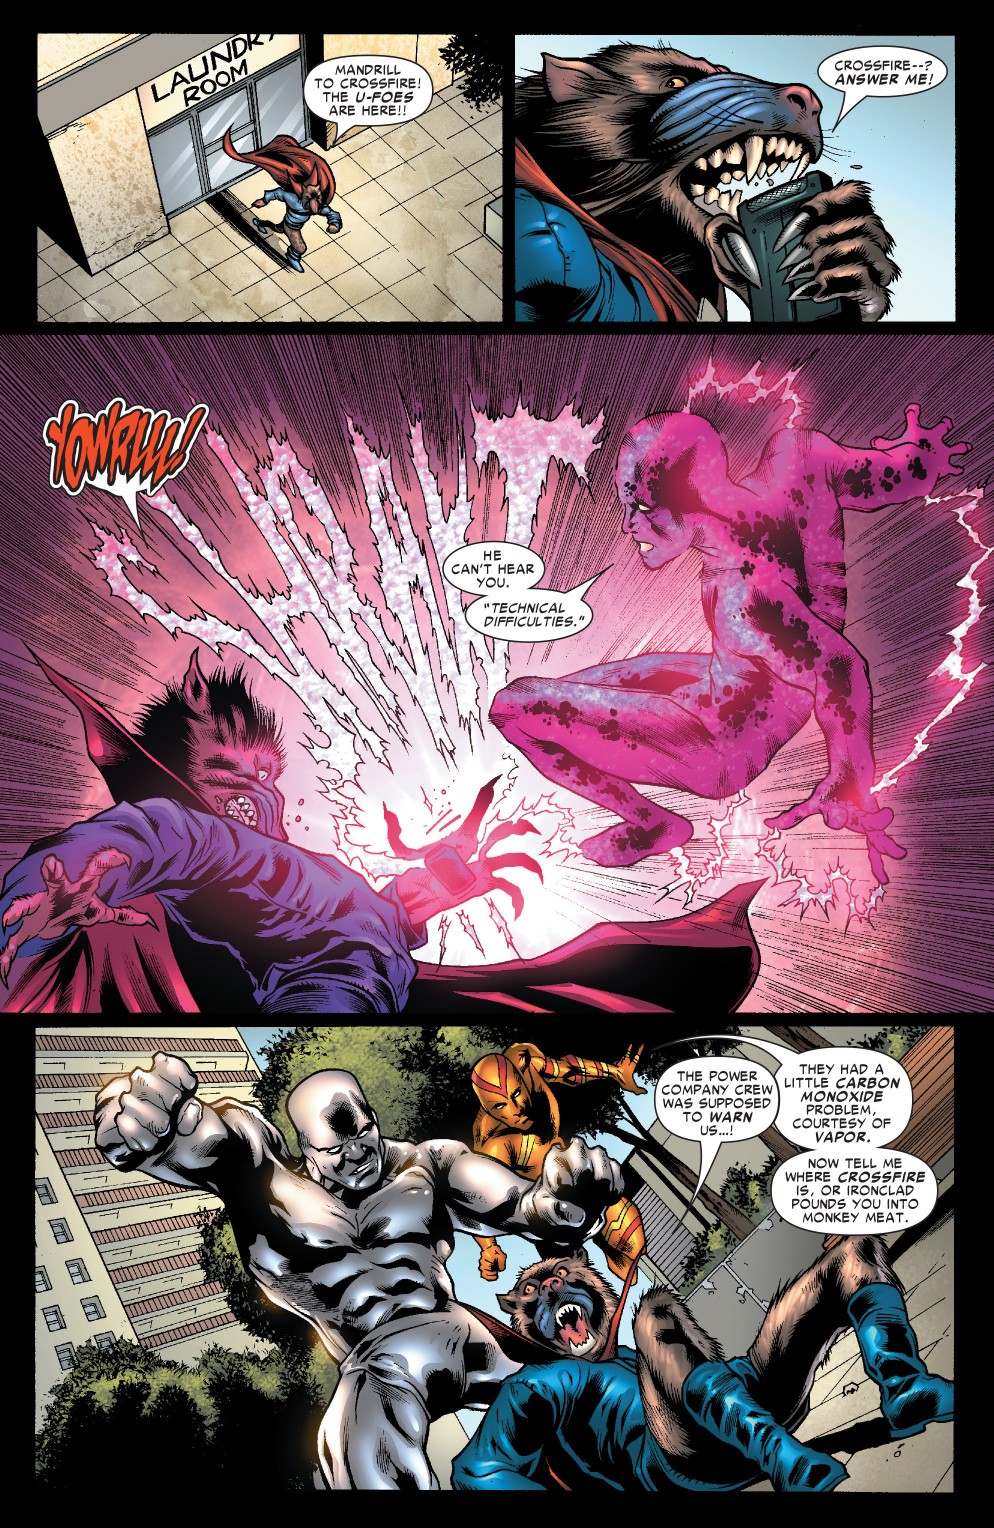 LAUNDRY
ROOM
MANDRILL
TO CROSSFIRE!
THE U-FOES
ARE HERE!!
CROSSFIRE--?
ANSWER ME!
YOWRLLL!
SHAKT
HE
CAN'T HEAR
YOU.
"TECHNICAL
DIFFICULTIES."
THE POWER
COMPANY CREW
WAS SUPPOSED
TO WARN
US...!
THEY HAD A
LITTLE CARBON
MONOXIDE
PROBLEM,
COURTESY OF
VAPOR.
NOW TELL ME
WHERE CROSSFIRE
IS, OR IRONCLAD
POUNDS YOU INTO
MONKEY MEAT.